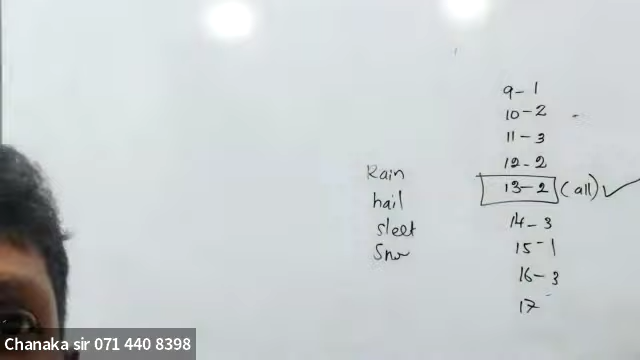 9-1
10-2
11-3
12-2
13-2 (all) ✓
14-3
15-1
16-3
17-
Rain
hail
sleet
Snow
Chanaka sir 071 440 8398